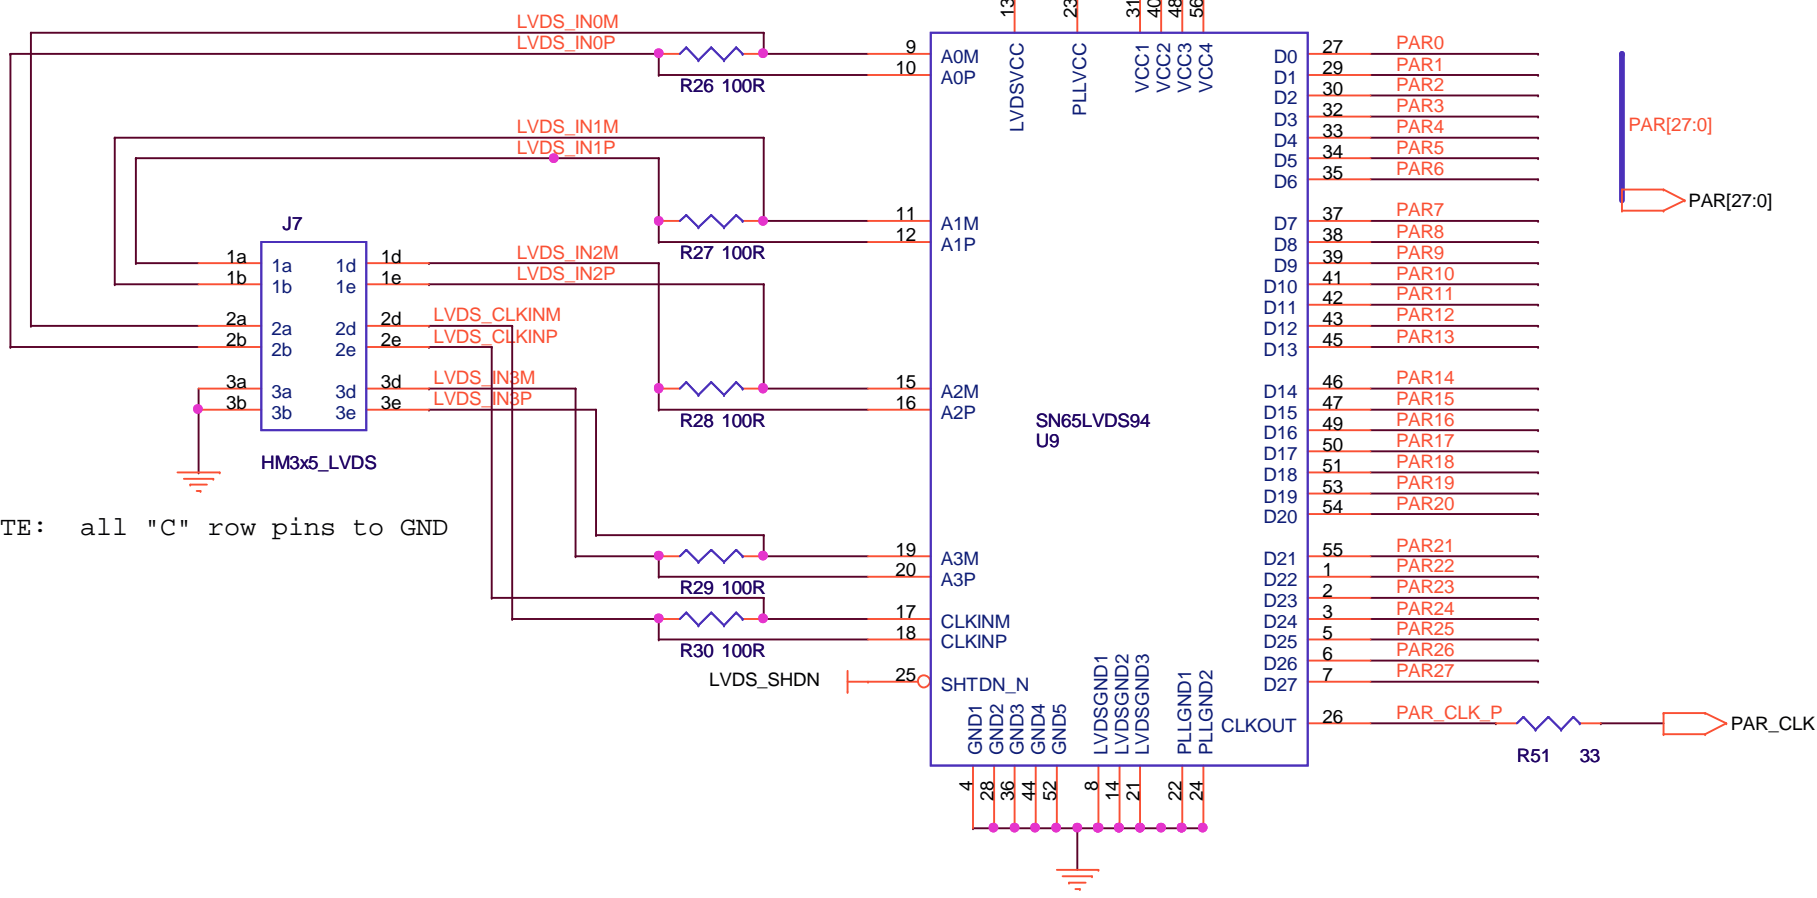 13 23 31 40 48 56
LVDS_IN0M
LVDS_IN0P
R26 100R
LVDS_IN1M
LVDS_IN1P
R27 100R
LVDS_IN2M
LVDS_IN2P
R28 100R
LVDS_CLKINM
LVDS_CLKINP
LVDS_IN3M
LVDS_IN3P
R29 100R
R30 100R
J7
1a 1a 1d 1d
1b 1b 1e 1e
2a 2a 2d 2d
2b 2b 2e 2e
3a 3a 3d 3d
3b 3b 3e 3e
HM3x5_LVDS
TE: all "C" row pins to GND
LVDSVCC PLLVCC VCC1 VCC2 VCC3 VCC4
9 A0M
10 A0P
11 A1M
12 A1P
15 A2M
16 A2P
19 A3M
20 A3P
17 CLKINM
18 CLKINP
LVDS_SHDN 25 SHTDN_N
SN65LVDS94
U9
D0 27 PAR0
D1 29 PAR1
D2 30 PAR2
D3 32 PAR3
D4 33 PAR4
D5 34 PAR5
D6 35 PAR6
D7 37 PAR7
D8 38 PAR8
D9 39 PAR9
D10 41 PAR10
D11 42 PAR11
D12 43 PAR12
D13 45 PAR13
D14 46 PAR14
D15 47 PAR15
D16 49 PAR16
D17 50 PAR17
D18 51 PAR18
D19 53 PAR19
D20 54 PAR20
D21 55 PAR21
D22 1 PAR22
D23 2 PAR23
D24 3 PAR24
D25 5 PAR25
D26 6 PAR26
D27 7 PAR27
CLKOUT 26 PAR_CLK_P
R51 33
PAR_CLK
PAR[27:0]
PAR[27:0]
GND1 GND2 GND3 GND4 GND5 LVDSGND1 LVDSGND2 LVDSGND3 PLLGND1 PLLGND2
4 28 36 44 52 8 14 21 22 24